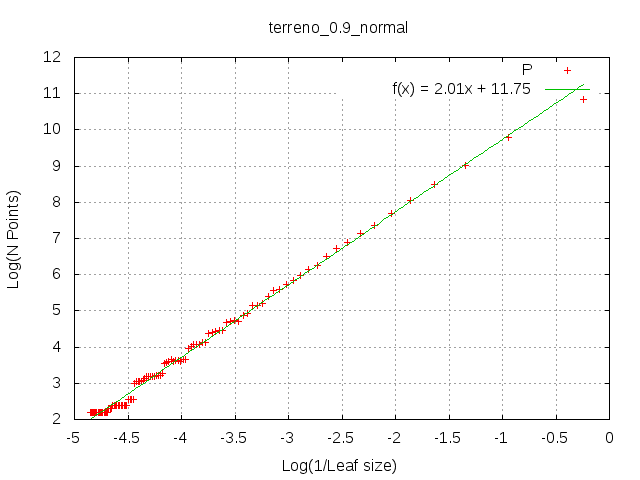 terreno_0.9_normal
12
11
10
9
8
7
6
5
4
3
2
Log(N Points)
P
f(x) = 2.01x + 11.75
-5 -4.5 -4 -3.5 -3 -2.5 -2 -1.5 -1 -0.5 0
Log(1/Leaf size)